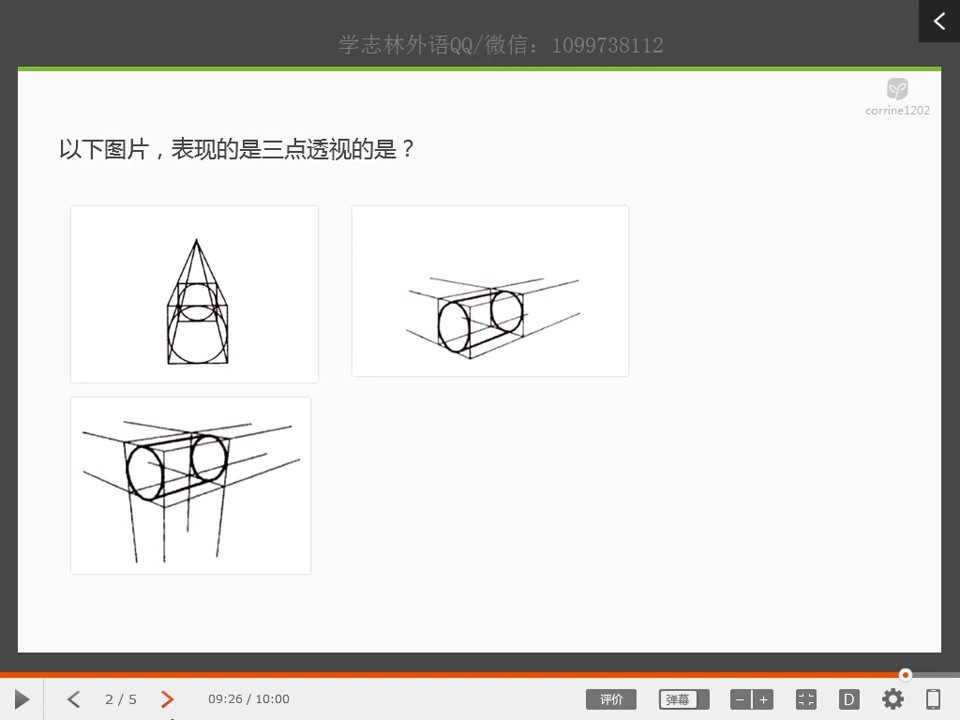 学志林外语QQ/微信：1099738112
corrine1202
以下图片，表现的是三点透视的是？
2 / 5
09:26 / 10:00
评价
弹幕
D